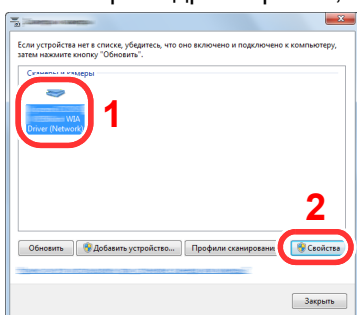 Если устройства нет в списке, убедитесь, что оно включено и подключено к компьютеру,
затем нажмите кнопку "Обновить".
Сканеры и камеры
WIA
Driver (Network)
1
2
Обновить
Добавить устройство...
Профили сканировани
Свойства
Закрыть